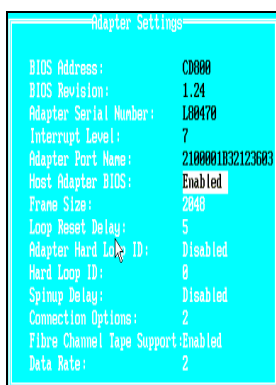 Adapter Settings
BIOS Address: CD800
BIOS Revision: 1.24
Adapter Serial Number: L80470
Interrupt Level: 7
Adapter Port Name: 2100001B32123603
Host Adapter BIOS: Enabled
Frame Size: 2048
Loop Reset Delay: 5
Adapter Hard Loop ID: Disabled
Hard Loop ID: 0
Spinup Delay: Disabled
Connection Options: 2
Fibre Channel Tape Support:Enabled
Data Rate: 2